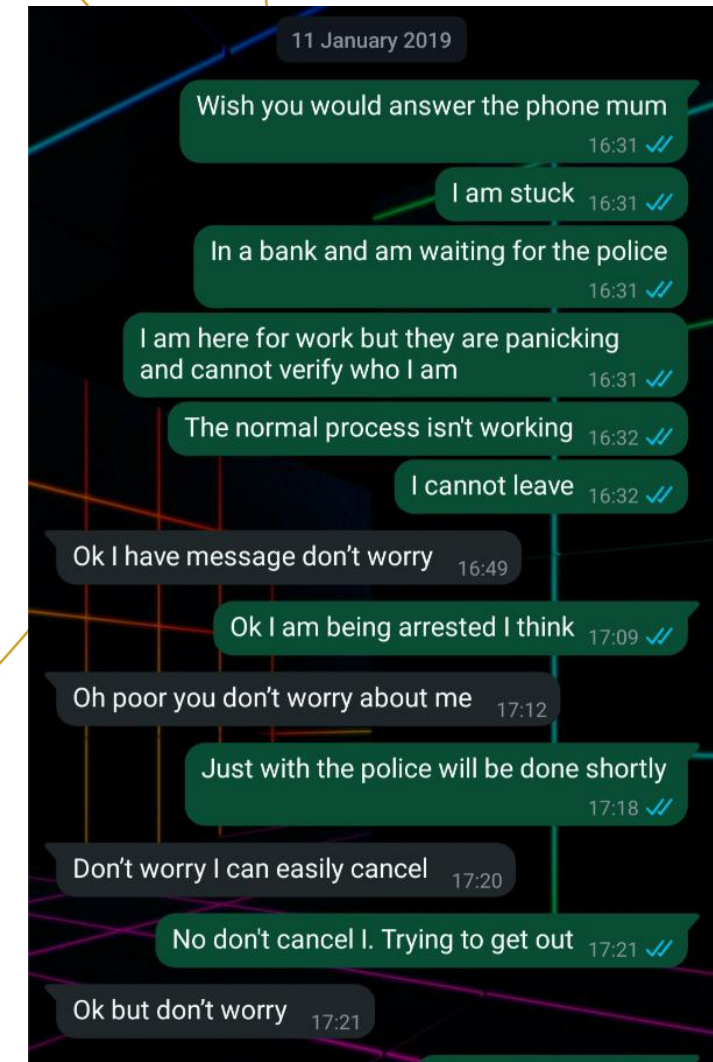 11 January 2019
Wish you would answer the phone mum
16:31
I am stuck 16:31
In a bank and am waiting for the police
16:31
I am here for work but they are panicking
and cannot verify who I am 16:31
The normal process isn't working 16:32
I cannot leave 16:32
Ok I have message don’t worry 16:49
Ok I am being arrested I think 17:09
Oh poor you don’t worry about me 17:12
Just with the police will be done shortly
17:18
Don’t worry I can easily cancel 17:20
No don't cancel I. Trying to get out 17:21
Ok but don’t worry 17:21